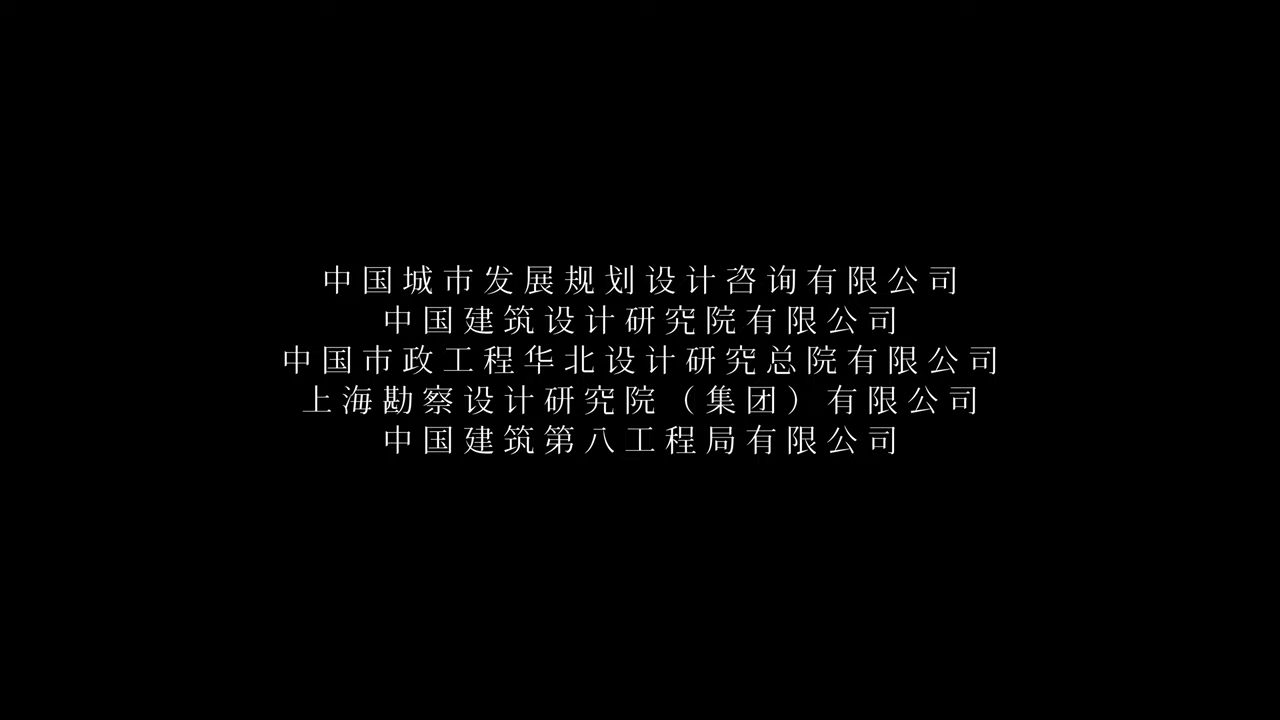 中国城市发展规划设计咨询有限公司
中国建筑设计研究院有限公司
中国市政工程华北设计研究总院有限公司
上海勘察设计研究院（集团）有限公司
中国建筑第八工程局有限公司